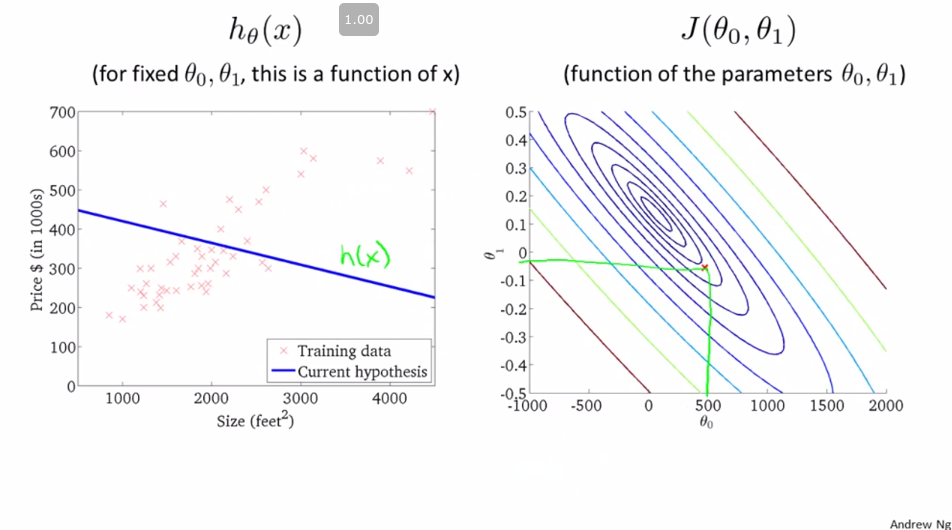 1.00
hθ(x)
(for fixed θ0, θ1, this is a function of x)
700
600
500
400
300
200
100
0
Price $ (in 1000s)
h(x)
Training data
Current hypothesis
1000 2000 3000 4000
Size (feet²)
J(θ0, θ1)
(function of the parameters θ0, θ1)
0.5
0.4
0.3
0.2
0.1
0
-0.1
-0.2
-0.3
-0.4
-0.5
θ1
-1000 -500 0 500 1000 1500 2000
θ0
Andrew Ng